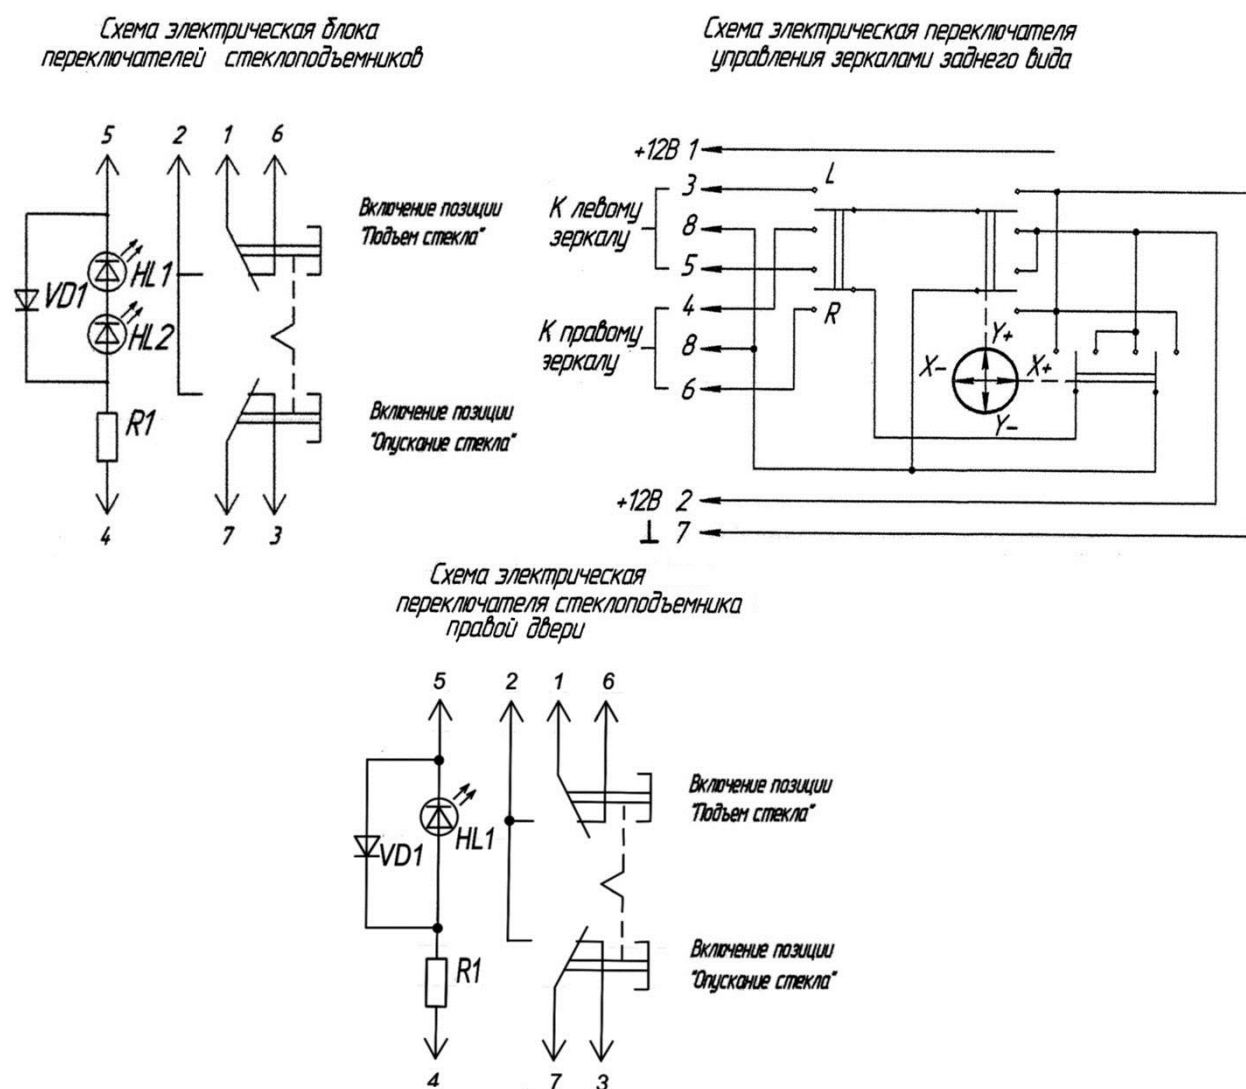 Схема электрическая блока
переключателей стеклоподъемников
5 2 1 6
Включение позиции
"Подъем стекла"
HL1
VD1
HL2
R1
Включение позиции
"Опускание стекла"
4 7 3
Схема электрическая переключателя
управления зеркалами заднего вида
+12В 1
3 L
К левому
зеркалу
8
5
4 R
К правому
зеркалу
8
6
Y+
X- X+
Y-
+12В 2
⊥ 7
Схема электрическая
переключателя стеклоподъемника
правой двери
5 2 1 6
Включение позиции
"Подъем стекла"
VD1 HL1
R1
Включение позиции
"Опускание стекла"
4 7 3